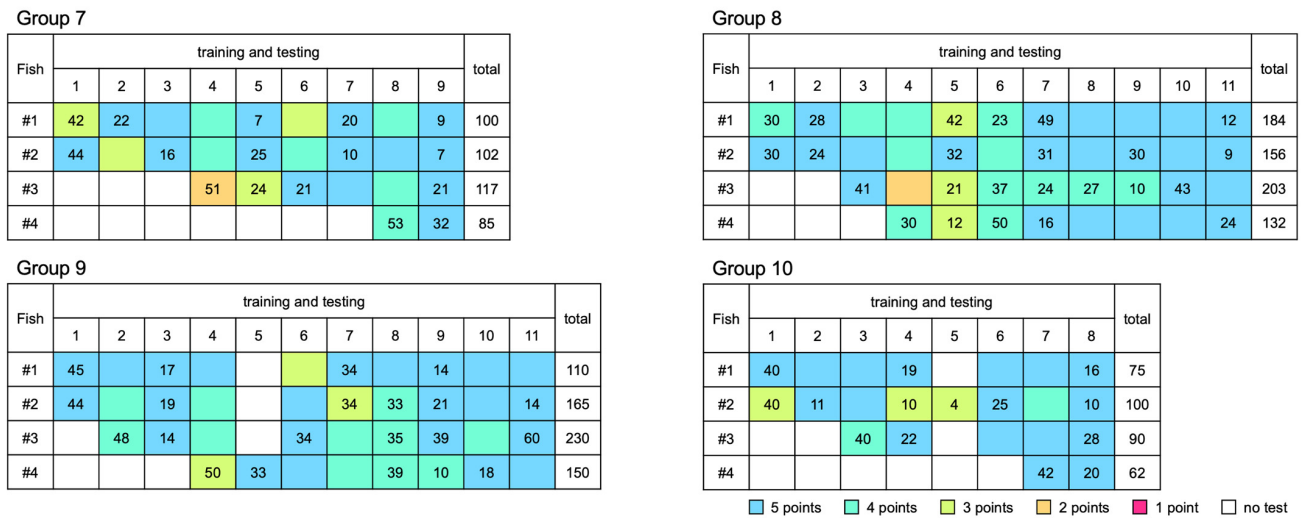 Group 7
Fish training and testing total
1 2 3 4 5 6 7 8 9
#1 42 22 7 20 9 100
#2 44 16 25 10 7 102
#3 51 24 21 21 117
#4 53 32 85
Group 8
Fish training and testing total
1 2 3 4 5 6 7 8 9 10 11
#1 30 28 42 23 49 12 184
#2 30 24 32 31 30 9 156
#3 41 21 37 24 27 10 43 203
#4 30 12 50 16 24 132
Group 9
Fish training and testing total
1 2 3 4 5 6 7 8 9 10 11
#1 45 17 34 14 110
#2 44 19 34 33 21 14 165
#3 48 14 34 35 39 60 230
#4 50 33 39 10 18 150
Group 10
Fish training and testing total
1 2 3 4 5 6 7 8
#1 40 19 16 75
#2 40 11 10 4 25 10 100
#3 40 22 28 90
#4 42 20 62
5 points 4 points 3 points 2 points 1 point no test